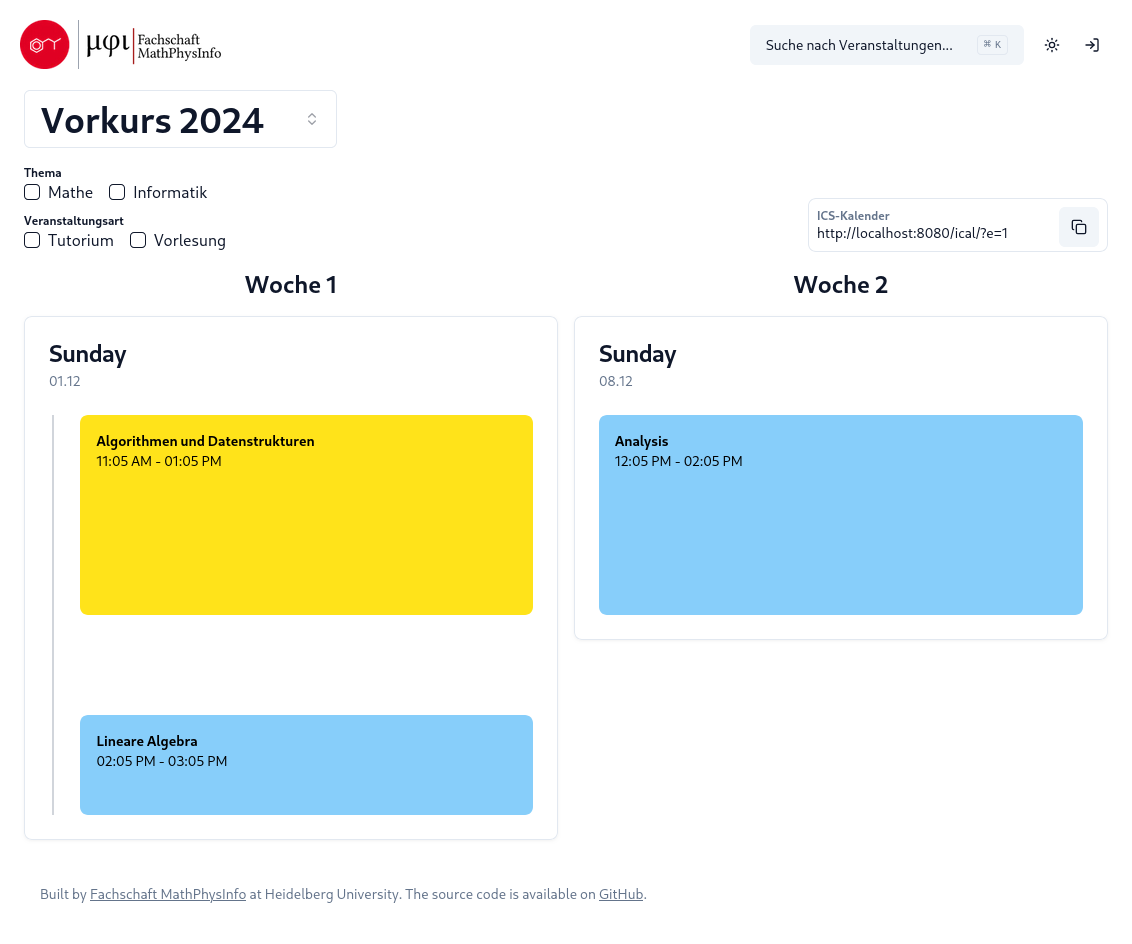 μφι Fachschaft
MathPhysInfo
Suche nach Veranstaltungen... ⌘ K
Vorkurs 2024
Thema
Mathe Informatik
Veranstaltungsart
Tutorium Vorlesung
ICS-Kalender
http://localhost:8080/ical/?e=1
Woche 1
Sunday
01.12
Algorithmen und Datenstrukturen
11:05 AM - 01:05 PM
Lineare Algebra
02:05 PM - 03:05 PM
Woche 2
Sunday
08.12
Analysis
12:05 PM - 02:05 PM
Built by Fachschaft MathPhysInfo at Heidelberg University. The source code is available on GitHub.